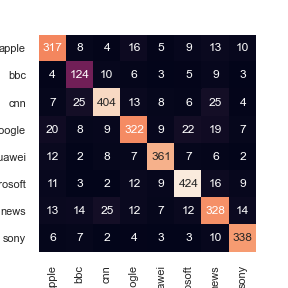 apple 317 8 4 16 5 9 13 10
bbc 4 124 10 6 3 5 9 3
cnn 7 25 404 13 8 6 25 4
oogle 20 8 9 322 9 22 19 7
uawei 12 2 8 7 361 7 6 2
rosoft 11 3 2 12 9 424 16 9
news 13 14 25 12 7 12 328 14
sony 6 7 2 4 3 3 10 338
pple bbc cnn ogle awei soft news sony